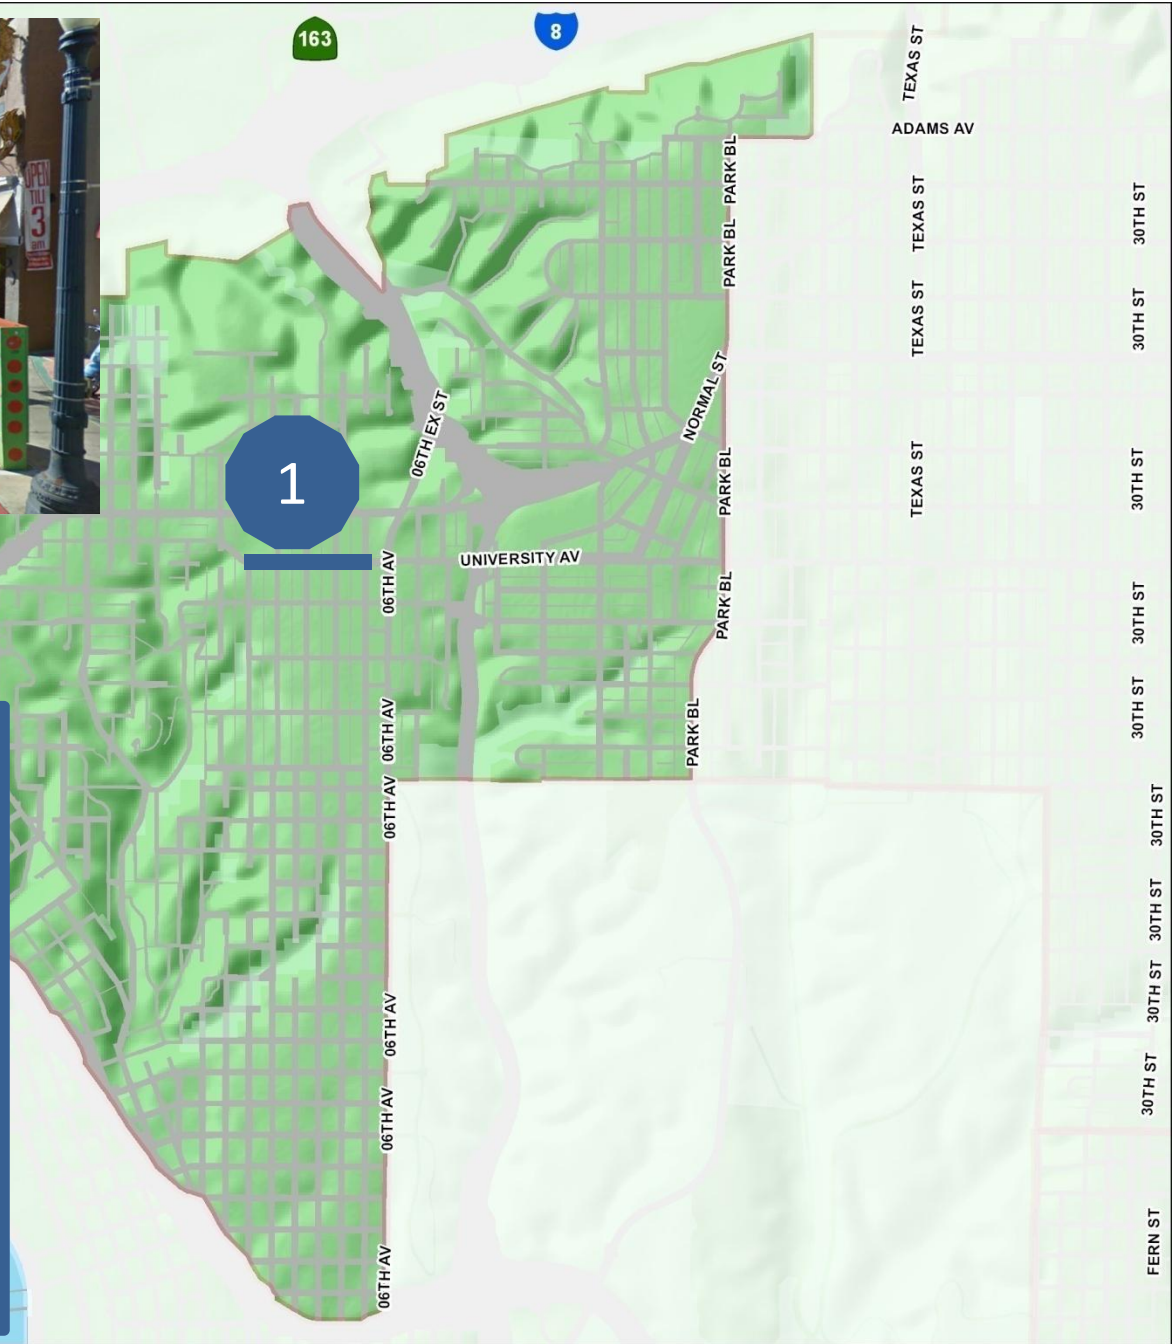 163
8
TEXAS ST
ADAMS AV
PARK BL
OPEN
TILL
3
am
TEXAS ST
30TH ST
PARK BL
TEXAS ST
30TH ST
NORMAL ST
06TH EX ST
1
PARK BL
TEXAS ST
30TH ST
UNIVERSITY AV
06TH AV
PARK BL
30TH ST
06TH AV
PARK BL
30TH ST
06TH AV
30TH ST
30TH ST
06TH AV
30TH ST
30TH ST
06TH AV
06TH AV
FERN ST